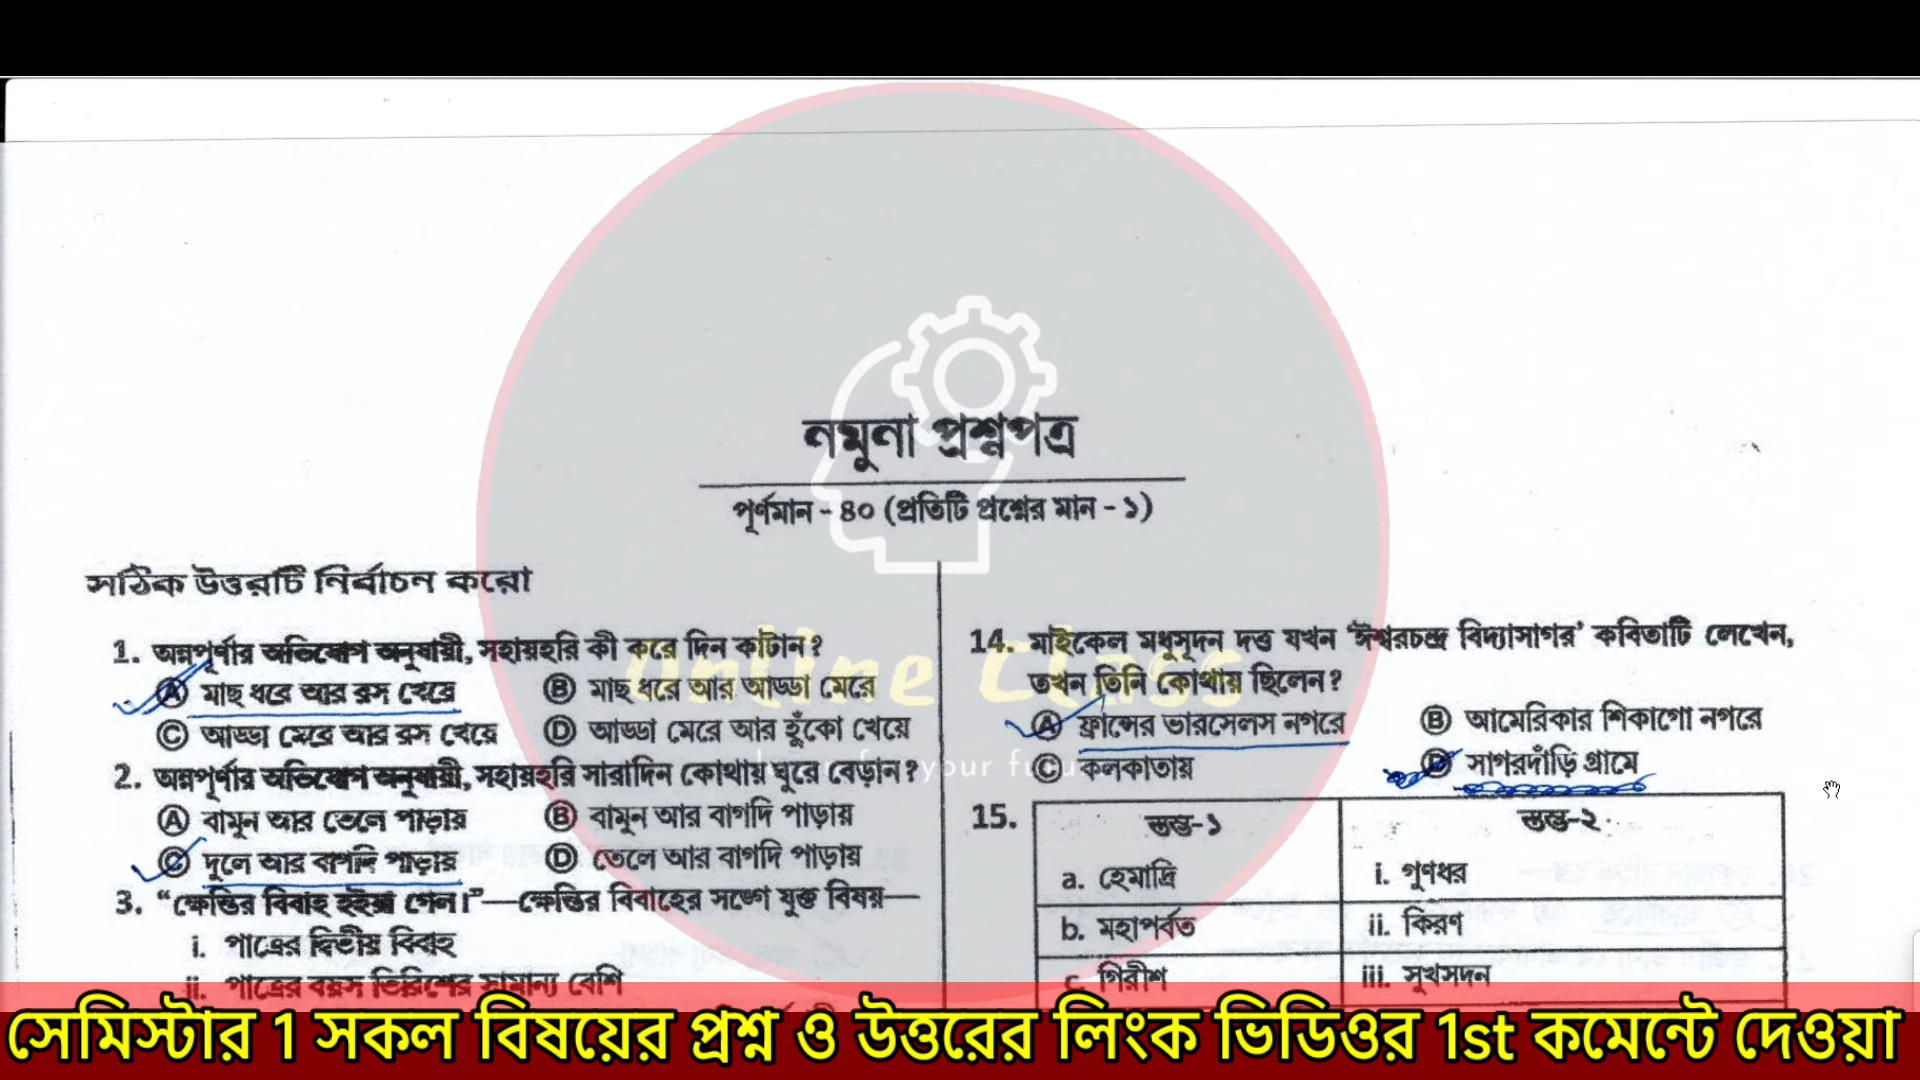 নমুনা প্রশ্নপত্র
পূর্ণমান - ৪০ (প্রতিটি প্রশ্নের মান - ১)
সঠিক উত্তরটি নির্বাচন করো
1. অন্নপূর্ণার অভিযোগ অনুযায়ী, সহায়হরি কী করে দিন কাটান?
Ⓐ মাছ ধরে আর রস খেয়ে Ⓑ মাছ ধরে আর আড্ডা মেরে
Ⓒ আড্ডা মেরে আর রস খেয়ে Ⓓ আড্ডা মেরে আর হুঁকো খেয়ে
2. অন্নপূর্ণার অভিযোগ অনুযায়ী, সহায়হরি সারাদিন কোথায় ঘুরে বেড়ান?
Ⓐ বামুন আর তেলে পাড়ায় Ⓑ বামুন আর বাগদি পাড়ায়
Ⓒ দুলে আর বাগদি পাড়ায় Ⓓ তেলে আর বাগদি পাড়ায়
3. “ক্ষেন্তির বিবাহ হইয়া গেল।”—ক্ষেন্তির বিবাহের সঙ্গে যুক্ত বিষয়—
i. পাত্রের দ্বিতীয় বিবাহ
ii. পাত্রের বয়স তিরিশের সামান্য বেশি
14. মাইকেল মধুসূদন দত্ত যখন ‘ঈশ্বরচন্দ্র বিদ্যাসাগর’ কবিতাটি লেখেন,
তখন তিনি কোথায় ছিলেন?
Ⓐ ফ্রান্সের ভারসেলস নগরে Ⓑ আমেরিকার শিকাগো নগরে
Ⓒ কলকাতায় Ⓓ সাগরদাঁড়ি গ্রামে
15. স্তম্ভ-১ স্তম্ভ-২
a. হেমাদ্রি i. গুণধর
b. মহাপর্বত ii. কিরণ
c. গিরীশ iii. সুখসদন
Online Class
your fu
সেমিস্টার 1 সকল বিষয়ের প্রশ্ন ও উত্তরের লিংক ভিডিওর 1st কমেন্টে দেওয়া